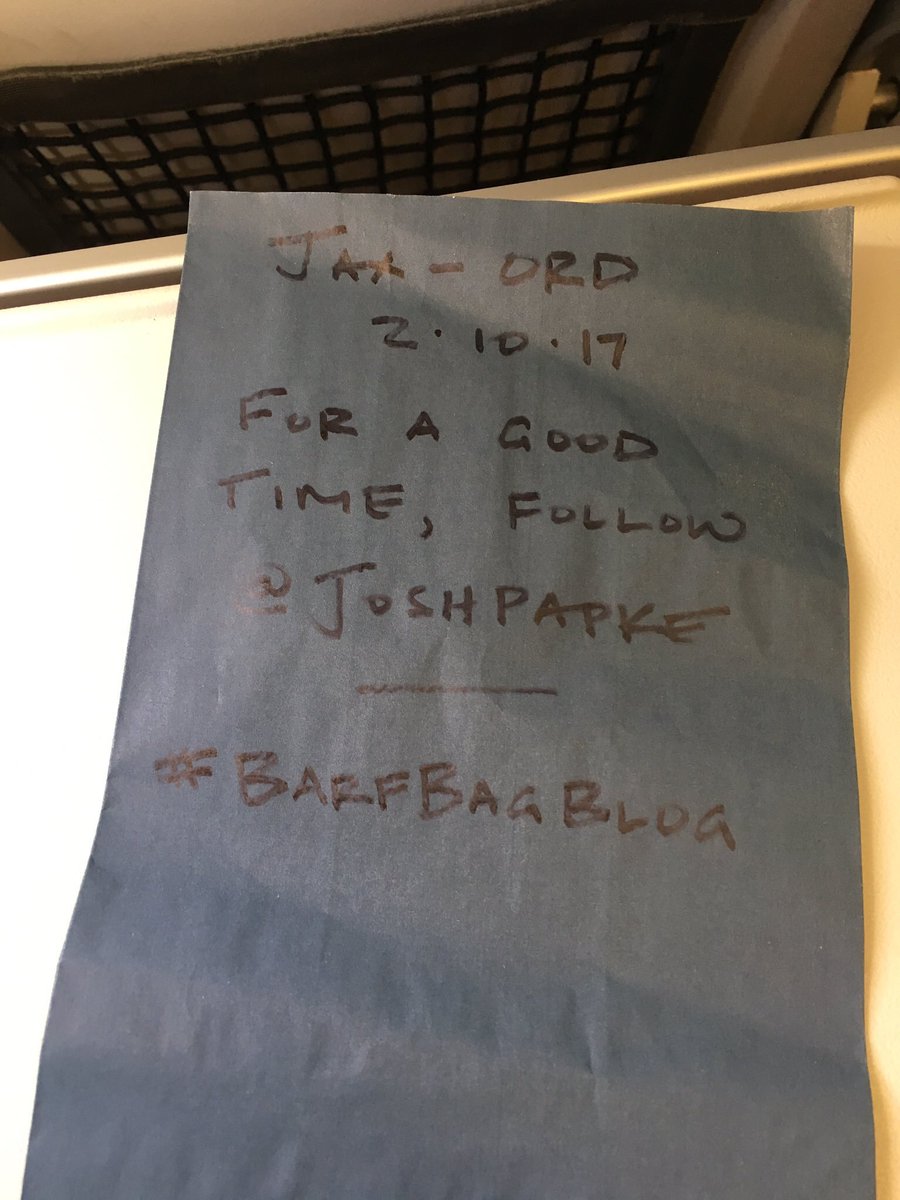 JAX - ORD
2.10.17
FOR A GOOD
TIME, FOLLOW
@JOSHPAPKE
#BARFBAGBLOG